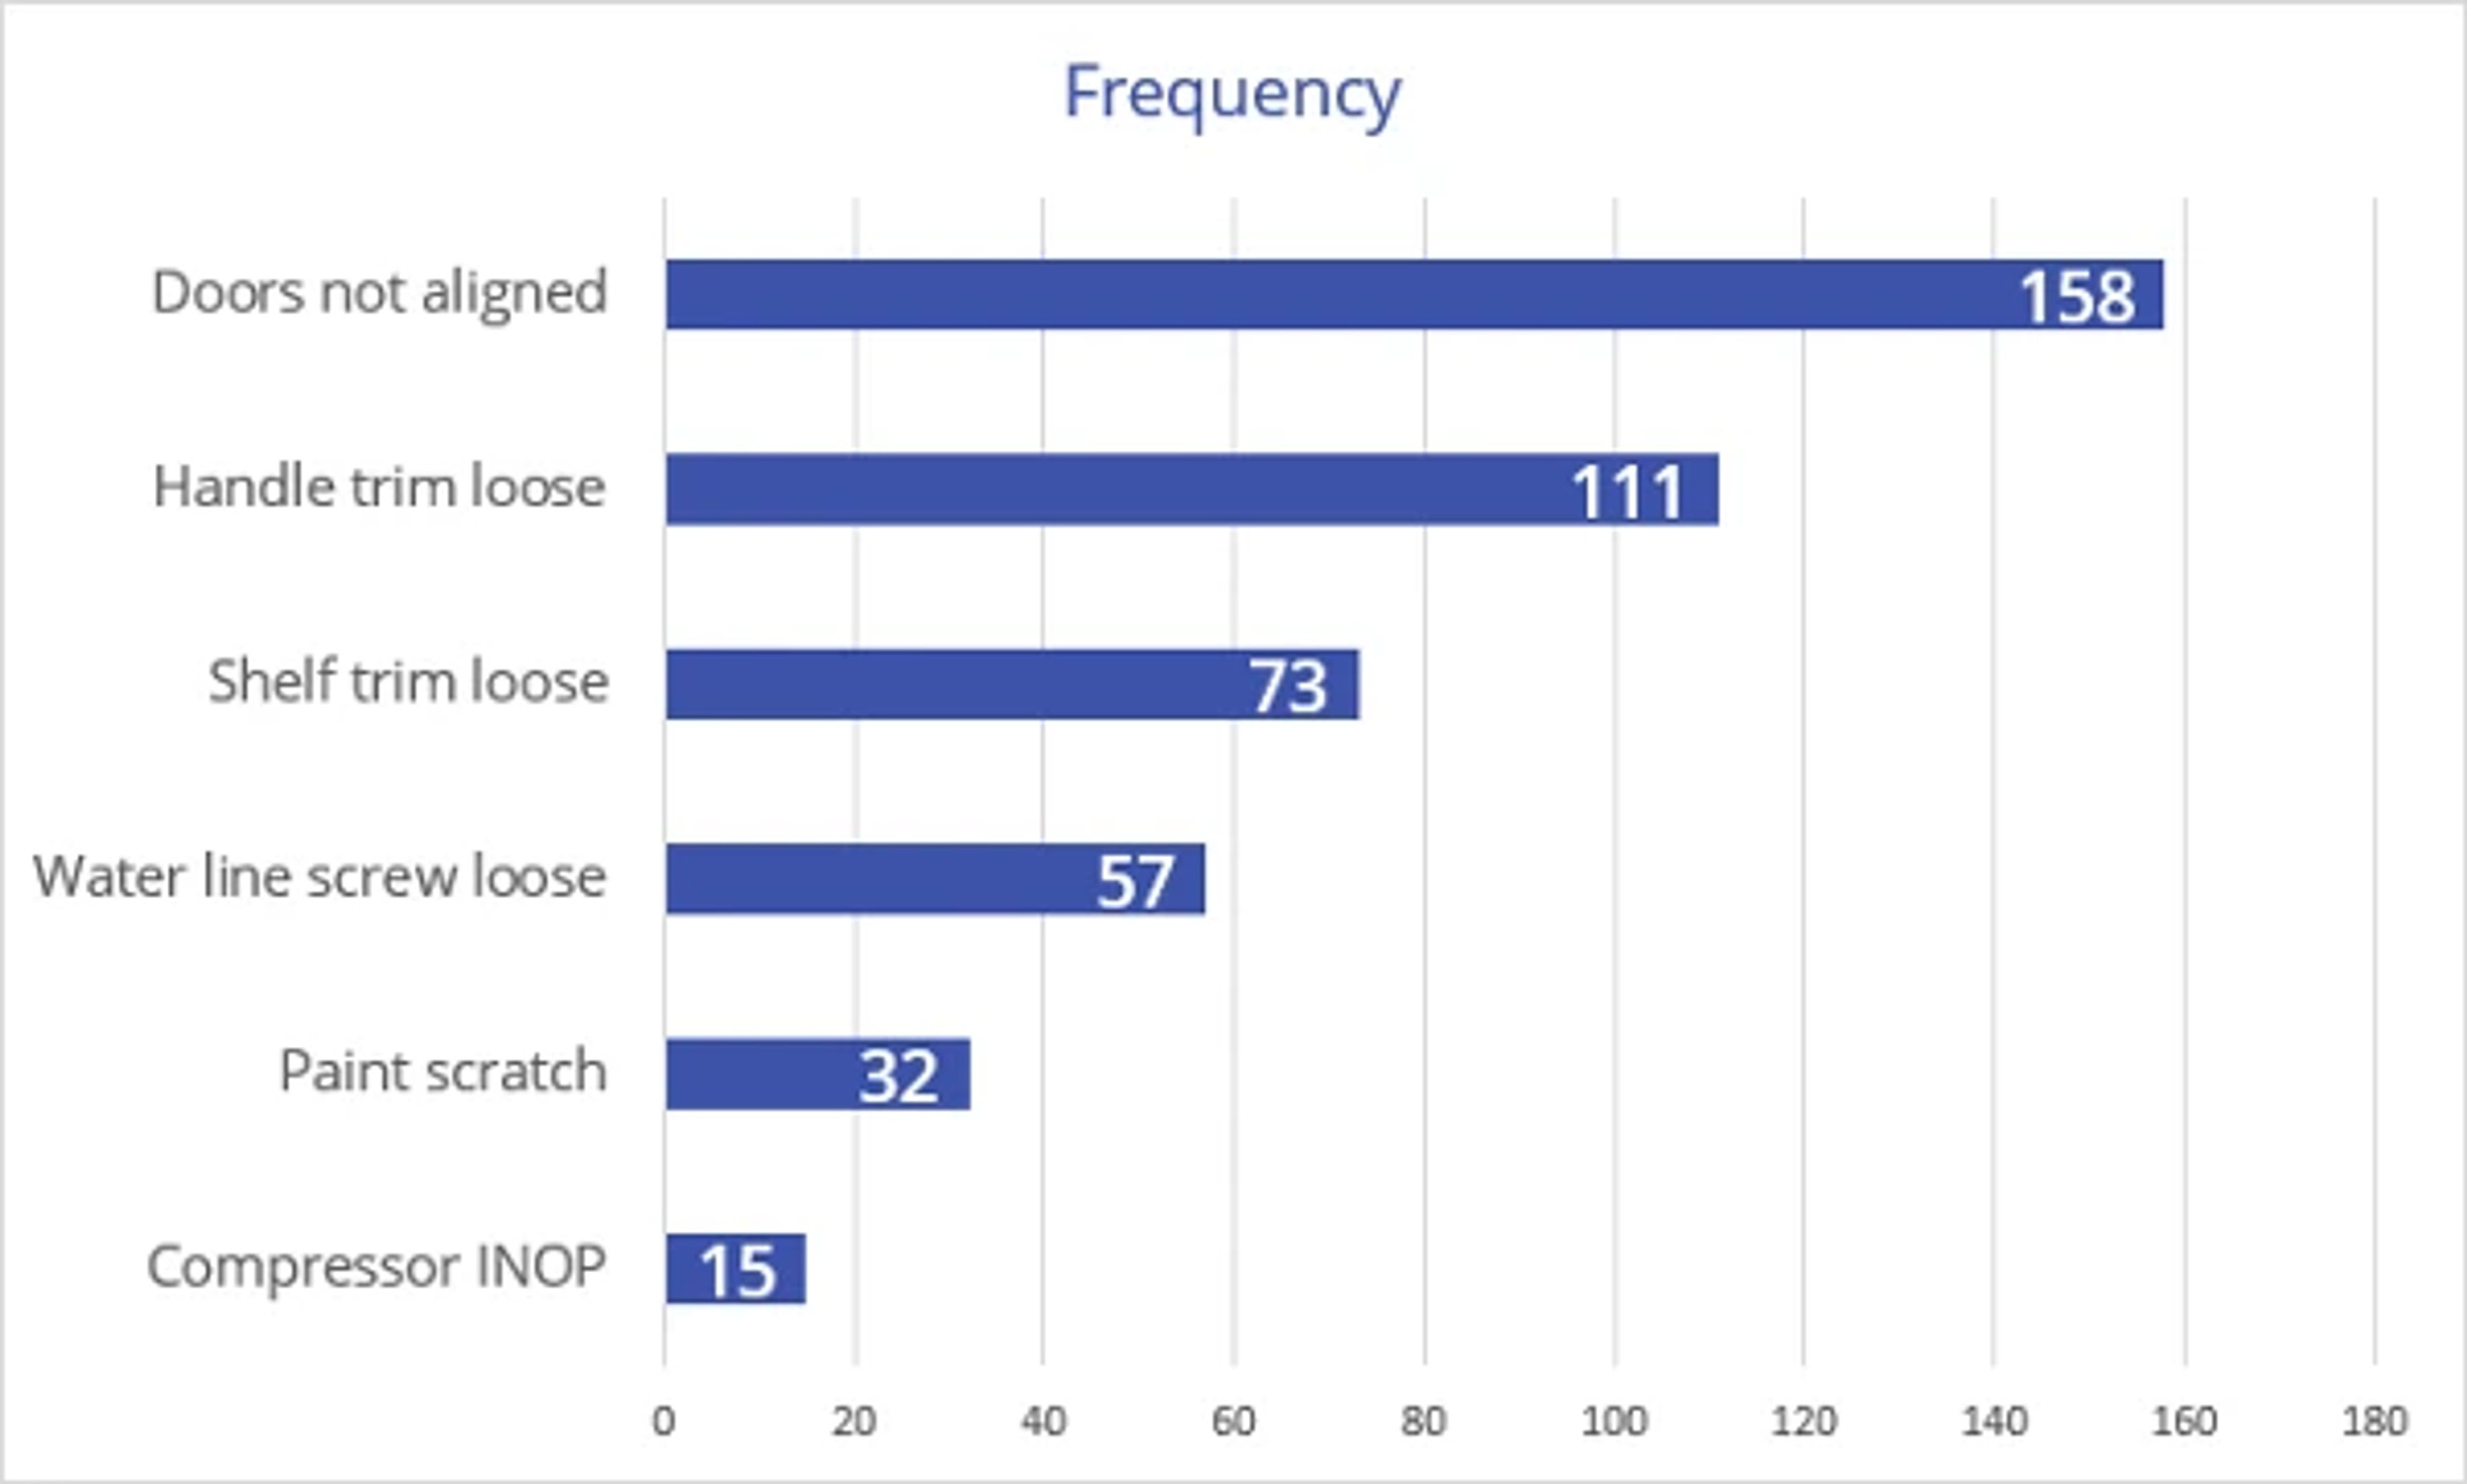 Frequency
Doors not aligned 158
Handle trim loose 111
Shelf trim loose 73
Water line screw loose 57
Paint scratch 32
Compressor INOP 15
0 20 40 60 80 100 120 140 160 180